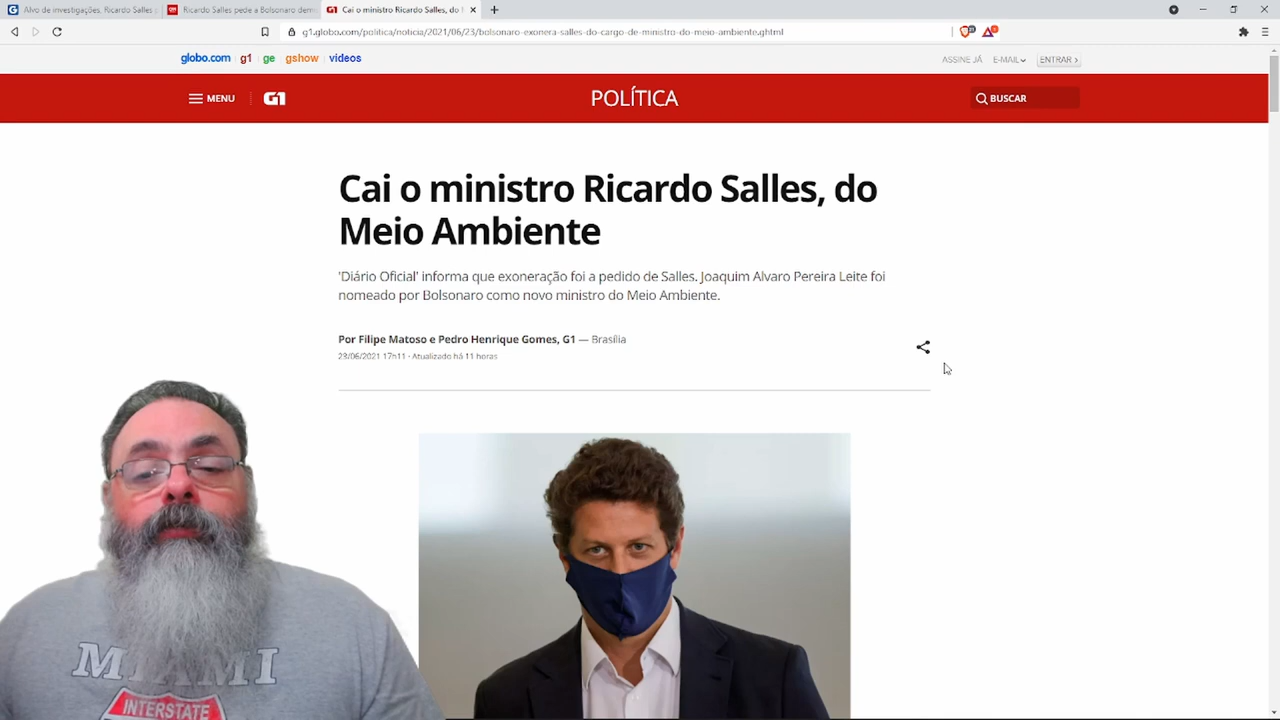 Alvo de investigações, Ricardo Salles
Ricardo Salles pede a Bolsonaro dem
Cai o ministro Ricardo Salles, do
g1.globo.com/politica/noticia/2021/06/23/bolsonaro-exonera-salles-do-cargo-de-ministro-do-meio-ambiente.ghtml
globo.com g1 ge gshow vídeos
ASSINE JÁ E-MAIL ENTRAR ›
MENU G1 POLÍTICA BUSCAR
Cai o ministro Ricardo Salles, do
Meio Ambiente
'Diário Oficial' informa que exoneração foi a pedido de Salles. Joaquim Alvaro Pereira Leite foi
nomeado por Bolsonaro como novo ministro do Meio Ambiente.
Por Filipe Matoso e Pedro Henrique Gomes, G1 — Brasília
23/06/2021 17h11 · Atualizado há 11 horas
MIAMI
INTERSTATE